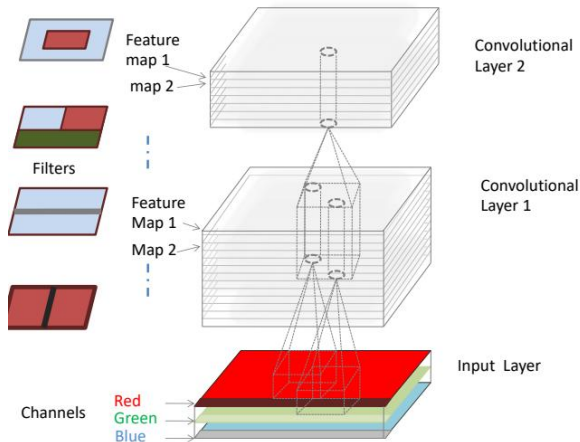 Feature
map 1
map 2
Convolutional
Layer 2
Filters
Feature
Map 1
Map 2
Convolutional
Layer 1
Input Layer
Channels
Red
Green
Blue